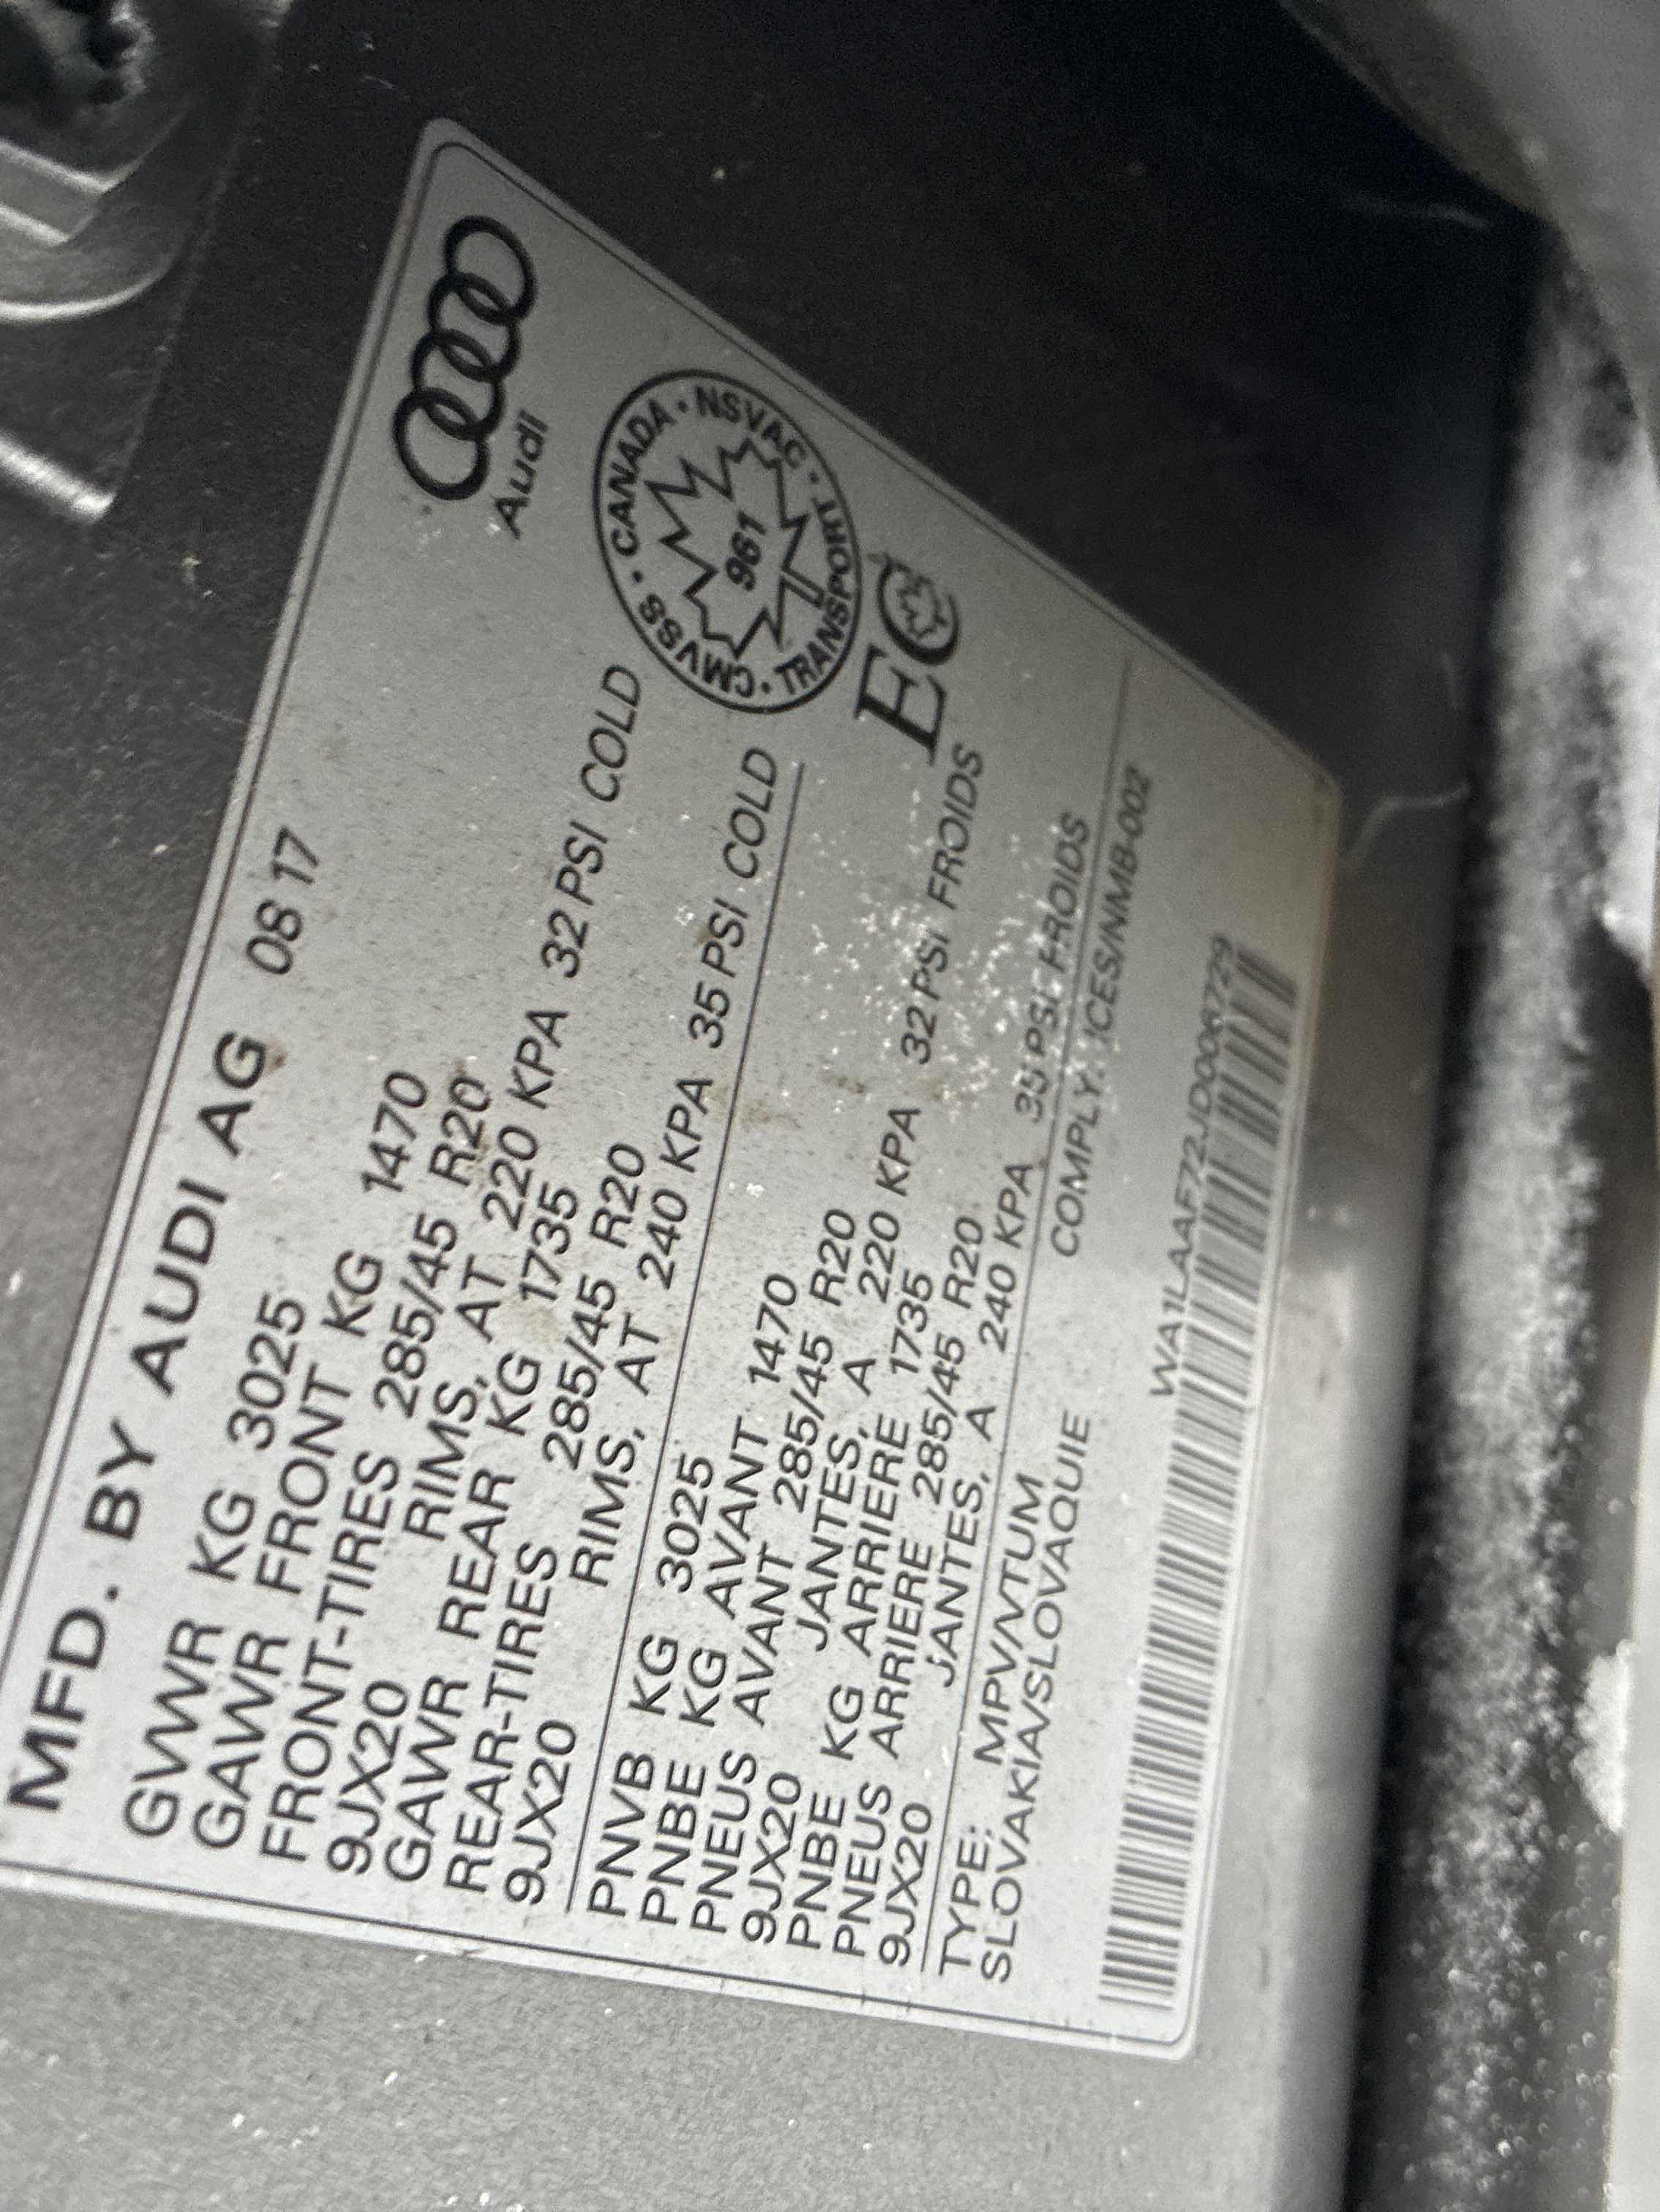 MFD. BY AUDI AG 08 17
Audi
GWWR KG 3025
GAWR FRONT KG 1470
FRONT-TIRES 285/45 R20
9JX20 RIMS, AT 220 KPA 32 PSI COLD
GAWR REAR KG 1735
REAR-TIRES 285/45 R20
9JX20 RIMS, AT 240 KPA 35 PSI COLD
CANADA · NSVAC · TRANSPORT · CMVSS ·
961
EC
PNVB KG 3025
PNBE KG AVANT 1470
PNEUS AVANT 285/45 R20
9JX20 JANTES, A 220 KPA 32 PSI FROIDS
PNBE KG ARRIERE 1735
PNEUS ARRIERE 285/45 R20
9JX20 JANTES, A 240 KPA 35 PSI FROIDS
TYPE: MPV/VTUM COMPLY: ICES/NMB-002
SLOVAKIA/SLOVAQUIE